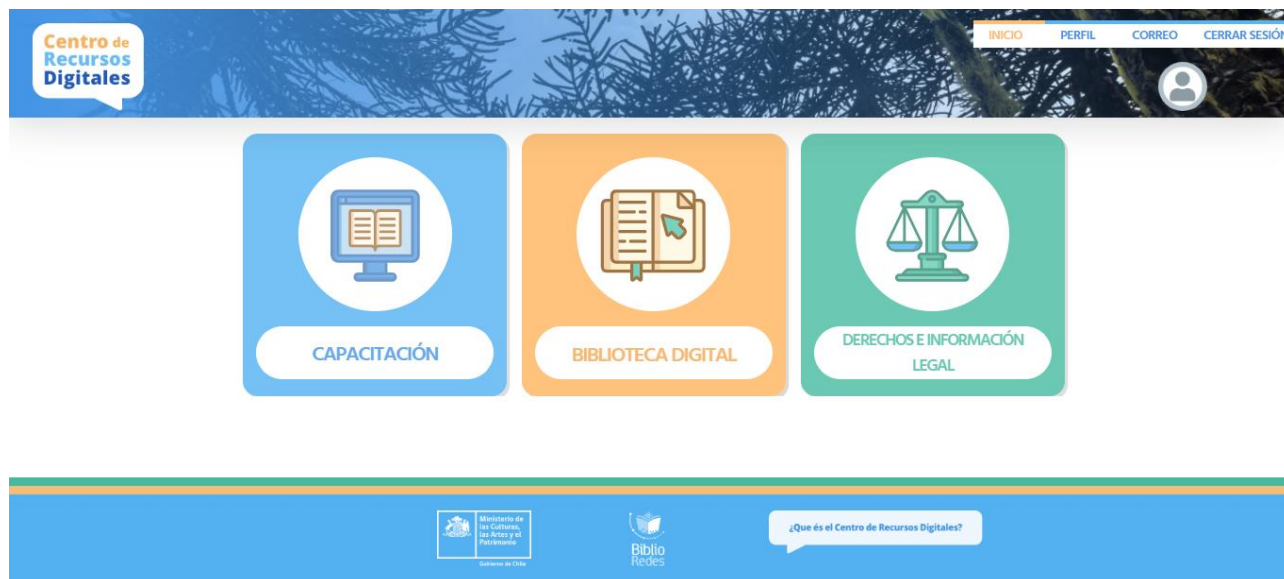 Centro de
Recursos
Digitales
INICIO PERFIL CORREO CERRAR SESIÓN
CAPACITACIÓN
BIBLIOTECA DIGITAL
DERECHOS E INFORMACIÓN
LEGAL
Ministerio de
las Culturas,
las Artes y el
Patrimonio
Gobierno de Chile
Biblio
Redes
¿Que és el Centro de Recursos Digitales?